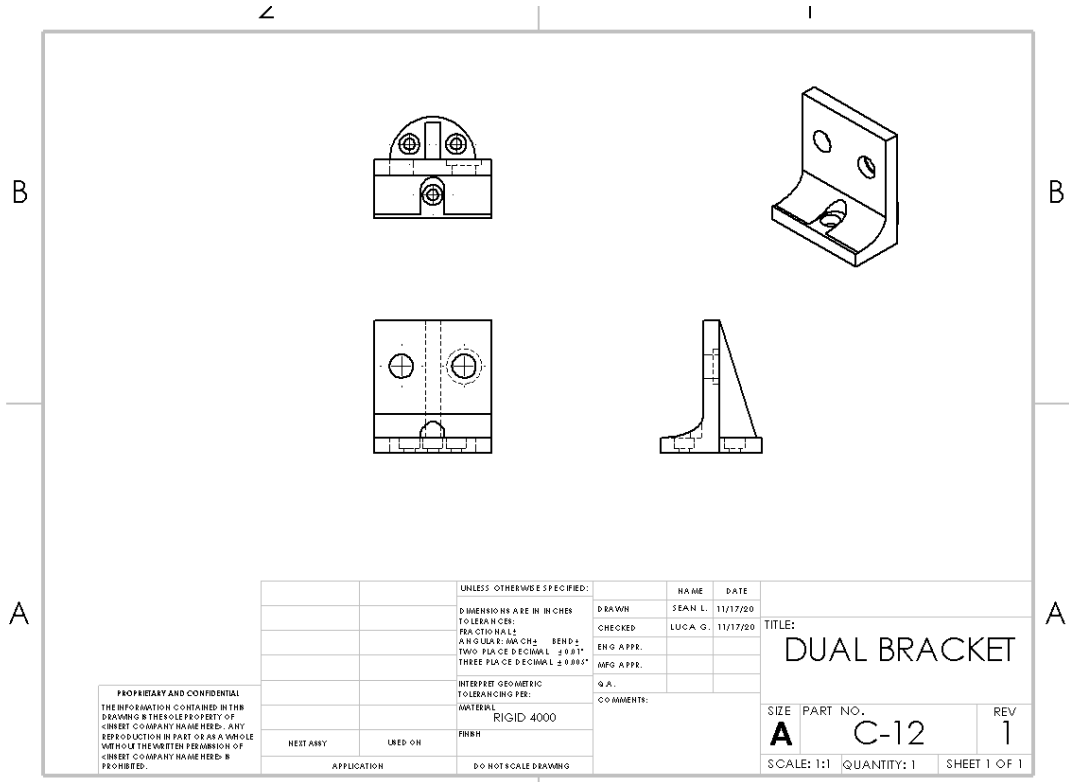 2 1
B B
A A
UNLESS OTHERWISE SPECIFIED:
DIMENSIONS ARE IN INCHES
TOLERANCES:
FRACTIONAL±
ANGULAR: MACH± BEND±
TWO PLACE DECIMAL ±0.01"
THREE PLACE DECIMAL ±0.005"
INTERPRET GEOMETRIC
TOLERANCING PER:
MATERIAL
RIGID 4000
FINISH
DO NOT SCALE DRAWING
NAME DATE
DRAWN SEAN L. 11/17/20
CHECKED LUCA G. 11/17/20
ENG APPR.
MFG APPR.
Q.A.
COMMENTS:
TITLE:
DUAL BRACKET
SIZE PART NO. REV
A C-12 1
SCALE: 1:1 QUANTITY: 1 SHEET 1 OF 1
PROPRIETARY AND CONFIDENTIAL
THE INFORMATION CONTAINED IN THIS
DRAWING IS THE SOLE PROPERTY OF
<INSERT COMPANY NAME HERE>. ANY
REPRODUCTION IN PART OR AS A WHOLE
WITHOUT THE WRITTEN PERMISSION OF
<INSERT COMPANY NAME HERE> IS
PROHIBITED.
NEXT ASSY USED ON
APPLICATION